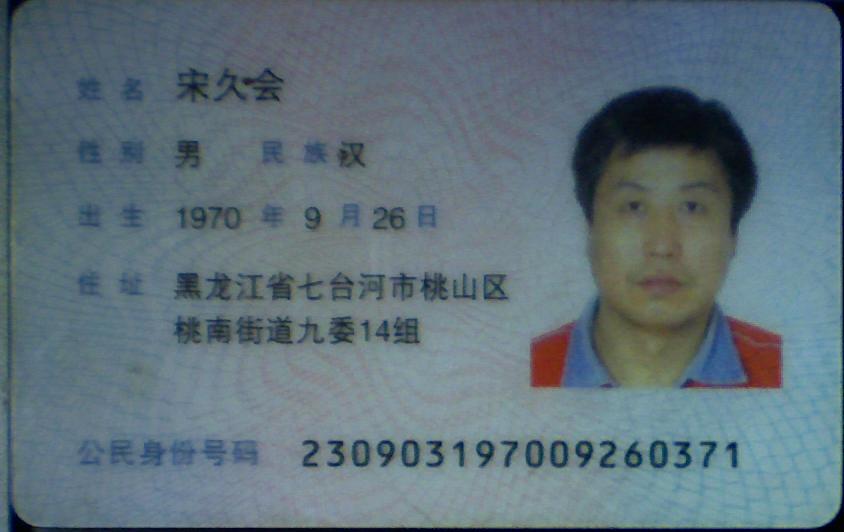 姓名 宋久会
性别 男 民族 汉
出生 1970 年 9 月 26 日
住址 黑龙江省七台河市桃山区
桃南街道九委14组
公民身份号码 230903197009260371